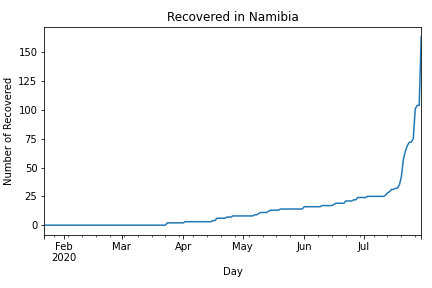 Recovered in Namibia
Number of Recovered
150
125
100
75
50
25
0
Feb
2020
Mar
Apr
May
Jun
Jul
Day